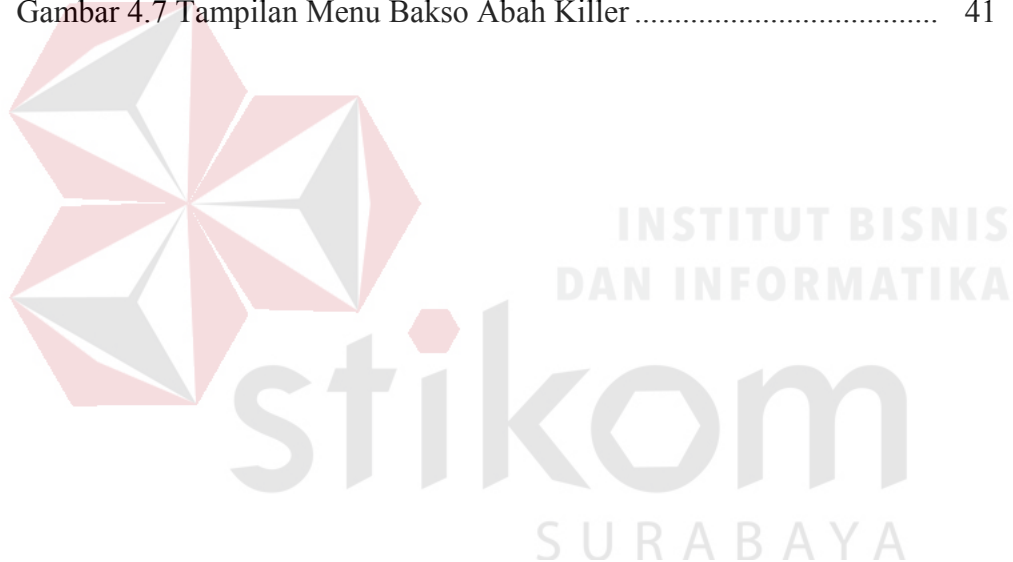 Gambar 4.7 Tampilan Menu Bakso Abah Killer ..................................... 41
INSTITUT BISNIS
DAN INFORMATIKA
stikom
SURABAYA